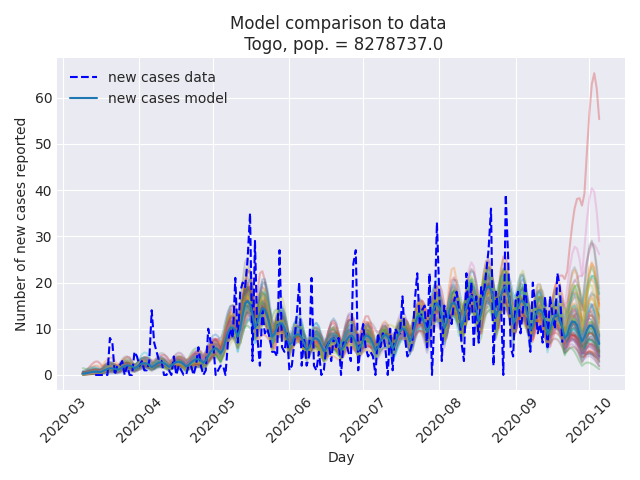 Model comparison to data
Togo, pop. = 8278737.0
new cases data
new cases model
Number of new cases reported
60
50
40
30
20
10
0
2020-03
2020-04
2020-05
2020-06
2020-07
2020-08
2020-09
2020-10
Day